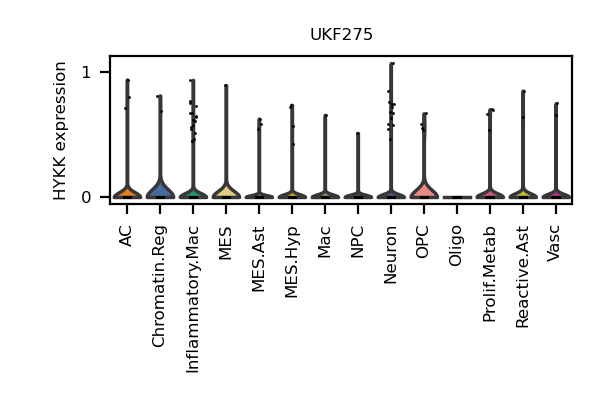 UKF275
HYKK expression
1
0
AC
Chromatin.Reg
Inflammatory.Mac
MES
MES.Ast
MES.Hyp
Mac
NPC
Neuron
OPC
Oligo
Prolif.Metab
Reactive.Ast
Vasc